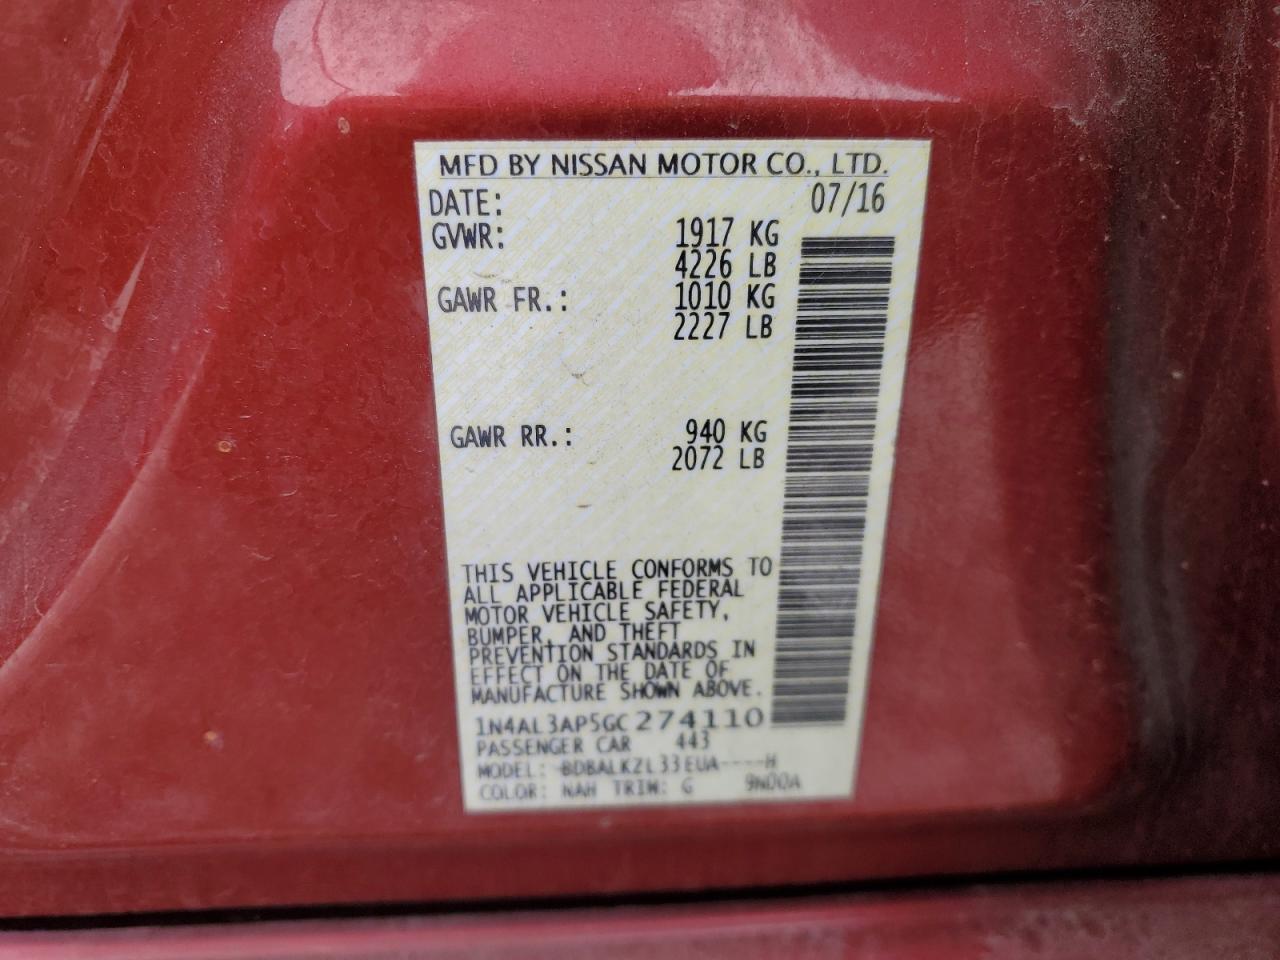 MFD BY NISSAN MOTOR CO., LTD.
DATE: 07/16
GVWR: 1917 KG
4226 LB
GAWR FR.: 1010 KG
2227 LB
GAWR RR.: 940 KG
2072 LB
THIS VEHICLE CONFORMS TO
ALL APPLICABLE FEDERAL
MOTOR VEHICLE SAFETY,
BUMPER, AND THEFT
PREVENTION STANDARDS IN
EFFECT ON THE DATE OF
MANUFACTURE SHOWN ABOVE.
1N4AL3AP5GC274110
PASSENGER CAR 443
MODEL: BDBALKZL33EUA----H
COLOR: NAH TRIM: G 9N00A